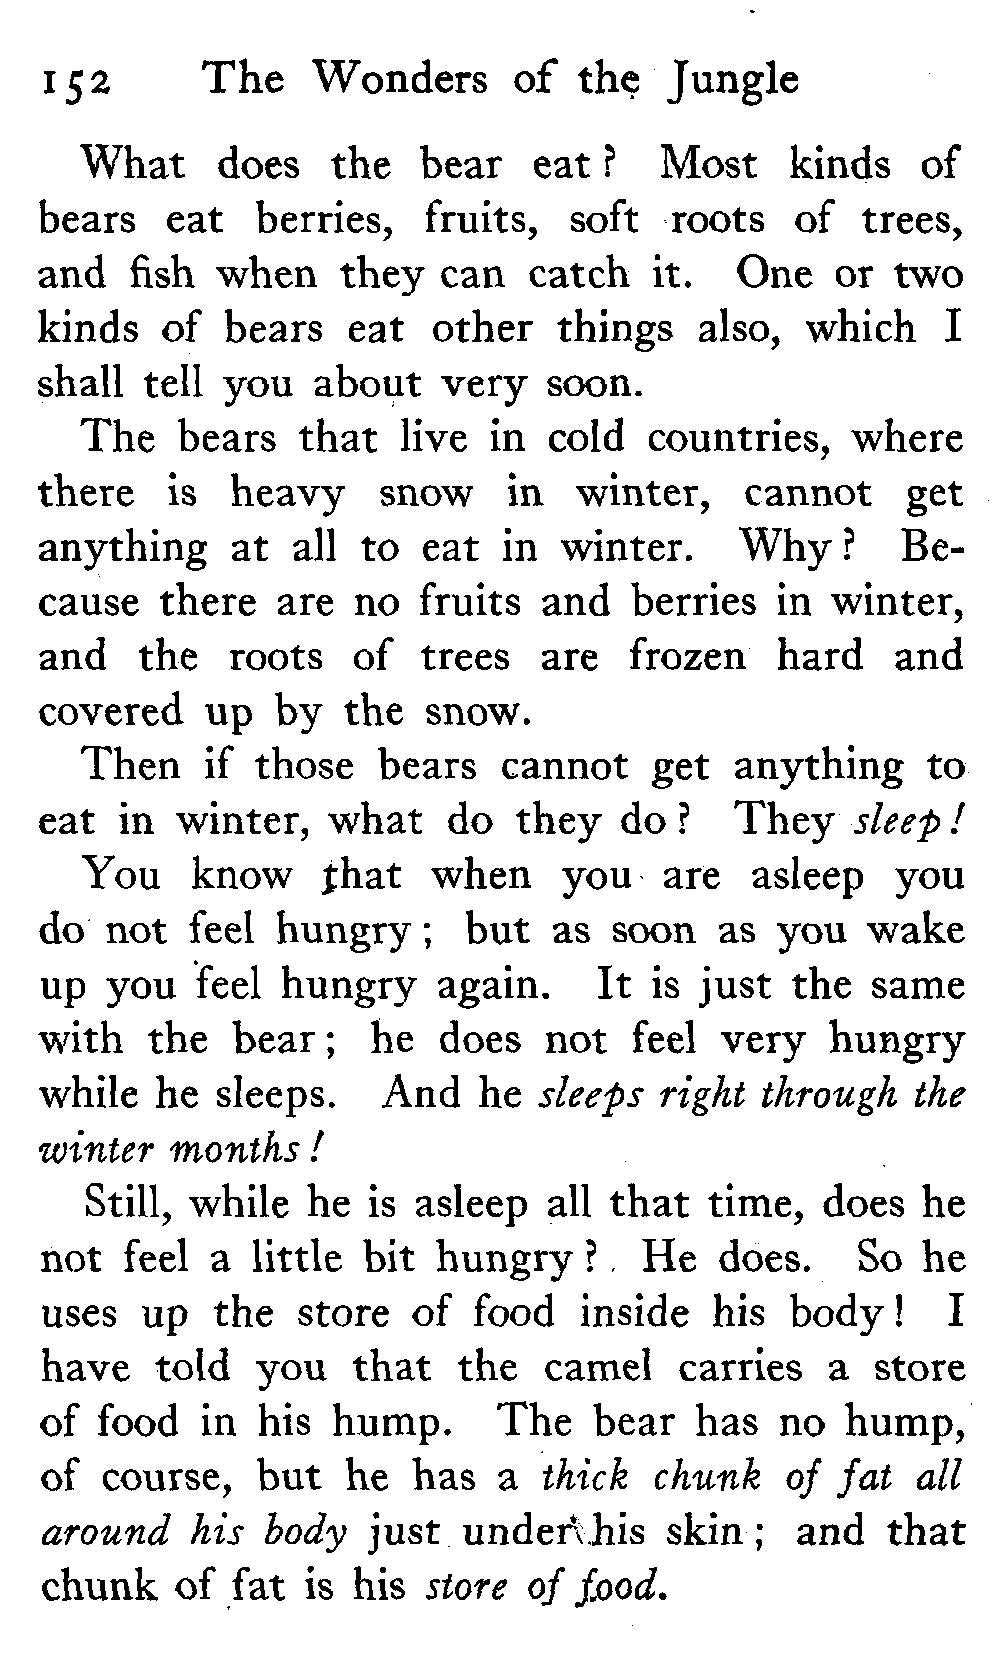 152 The Wonders of the Jungle
What does the bear eat? Most kinds of
bears eat berries, fruits, soft roots of trees,
and fish when they can catch it. One or two
kinds of bears eat other things also, which I
shall tell you about very soon.
The bears that live in cold countries, where
there is heavy snow in winter, cannot get
anything at all to eat in winter. Why? Be-
cause there are no fruits and berries in winter,
and the roots of trees are frozen hard and
covered up by the snow.
Then if those bears cannot get anything to
eat in winter, what do they do? They sleep!
You know that when you are asleep you
do not feel hungry; but as soon as you wake
up you feel hungry again. It is just the same
with the bear; he does not feel very hungry
while he sleeps. And he sleeps right through the
winter months!
Still, while he is asleep all that time, does he
not feel a little bit hungry? He does. So he
uses up the store of food inside his body! I
have told you that the camel carries a store
of food in his hump. The bear has no hump,
of course, but he has a thick chunk of fat all
around his body just under his skin; and that
chunk of fat is his store of food.